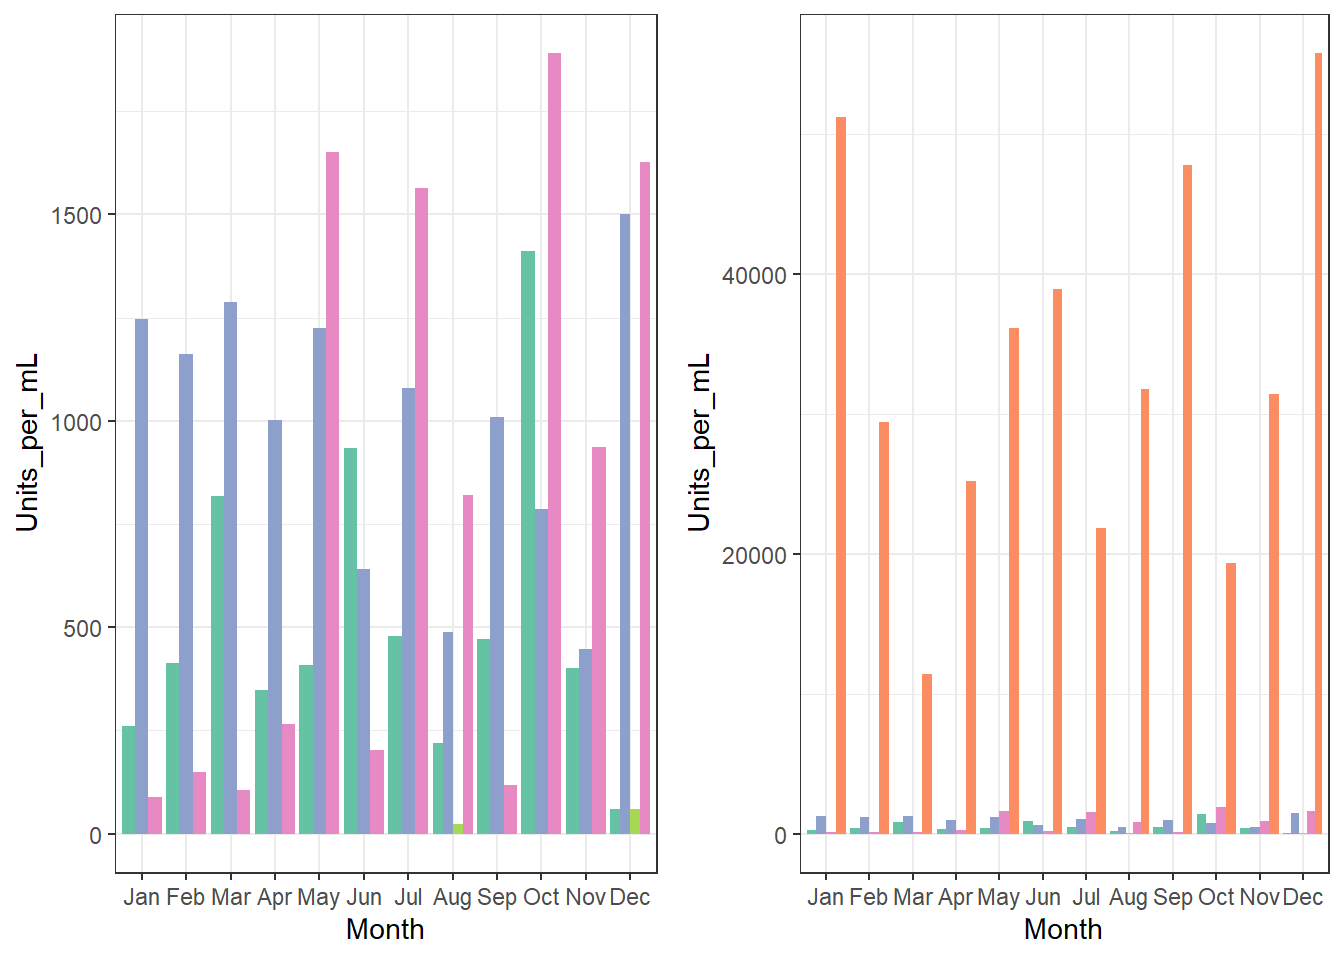 Units_per_mL
1500
1000
500
0
Jan Feb Mar Apr May Jun Jul Aug Sep Oct Nov Dec
Month
Units_per_mL
40000
20000
0
Jan Feb Mar Apr May Jun Jul Aug Sep Oct Nov Dec
Month